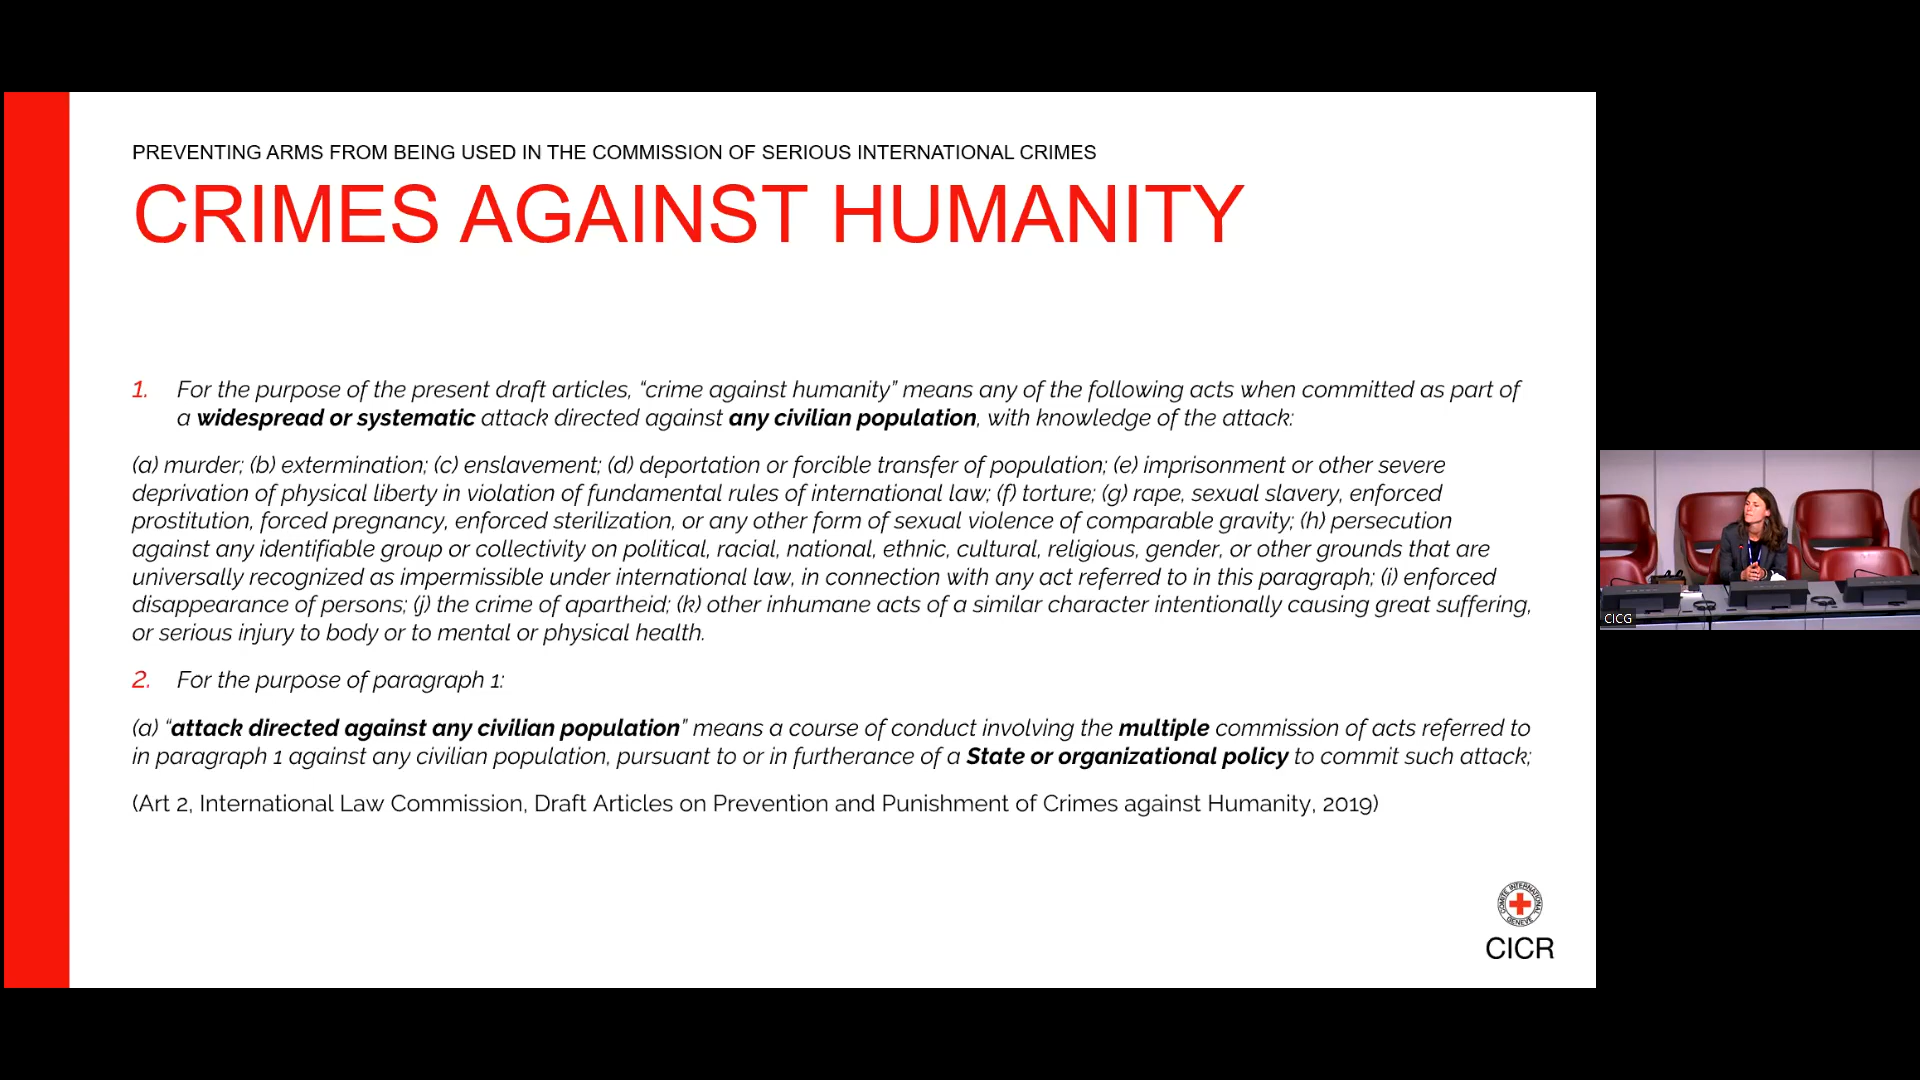 PREVENTING ARMS FROM BEING USED IN THE COMMISSION OF SERIOUS INTERNATIONAL CRIMES
CRIMES AGAINST HUMANITY
1. For the purpose of the present draft articles, “crime against humanity” means any of the following acts when committed as part of
a widespread or systematic attack directed against any civilian population, with knowledge of the attack:
(a) murder; (b) extermination; (c) enslavement; (d) deportation or forcible transfer of population; (e) imprisonment or other severe
deprivation of physical liberty in violation of fundamental rules of international law; (f) torture; (g) rape, sexual slavery, enforced
prostitution, forced pregnancy, enforced sterilization, or any other form of sexual violence of comparable gravity; (h) persecution
against any identifiable group or collectivity on political, racial, national, ethnic, cultural, religious, gender, or other grounds that are
universally recognized as impermissible under international law, in connection with any act referred to in this paragraph; (i) enforced
disappearance of persons; (j) the crime of apartheid; (k) other inhumane acts of a similar character intentionally causing great suffering,
or serious injury to body or to mental or physical health.
2. For the purpose of paragraph 1:
(a) “attack directed against any civilian population” means a course of conduct involving the multiple commission of acts referred to
in paragraph 1 against any civilian population, pursuant to or in furtherance of a State or organizational policy to commit such attack;
(Art 2, International Law Commission, Draft Articles on Prevention and Punishment of Crimes against Humanity, 2019)
COMITE INTERNATIONAL GENEVE
CICR
CICG